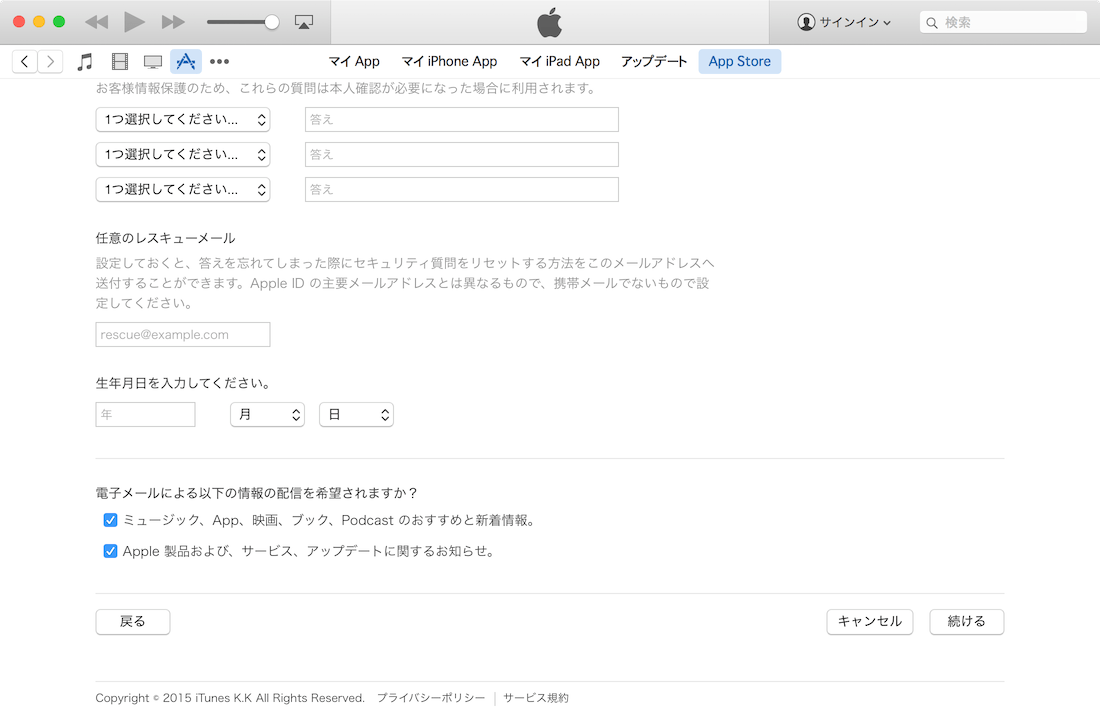 サインイン
検索
マイ App マイ iPhone App マイ iPad App アップデート App Store
お客様情報保護のため、これらの質問は本人確認が必要になった場合に利用されます。
1つ選択してください... 答え
1つ選択してください... 答え
1つ選択してください... 答え
任意のレスキューメール
設定しておくと、答えを忘れてしまった際にセキュリティ質問をリセットする方法をこのメールアドレスへ
送付することができます。Apple ID の主要メールアドレスとは異なるもので、携帯メールでないもので設
定してください。
rescue@example.com
生年月日を入力してください。
年 月 日
電子メールによる以下の情報の配信を希望されますか？
ミュージック、App、映画、ブック、Podcast のおすすめと新着情報。
Apple 製品および、サービス、アップデートに関するお知らせ。
戻る キャンセル 続ける
Copyright © 2015 iTunes K.K All Rights Reserved. プライバシーポリシー | サービス規約